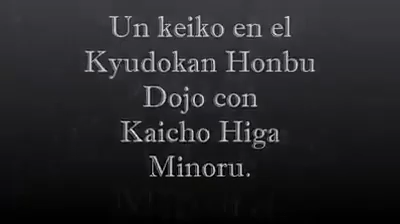 Un keiko en el
Kyudokan Honbu
Dojo con
Kaicho Higa
Minoru.